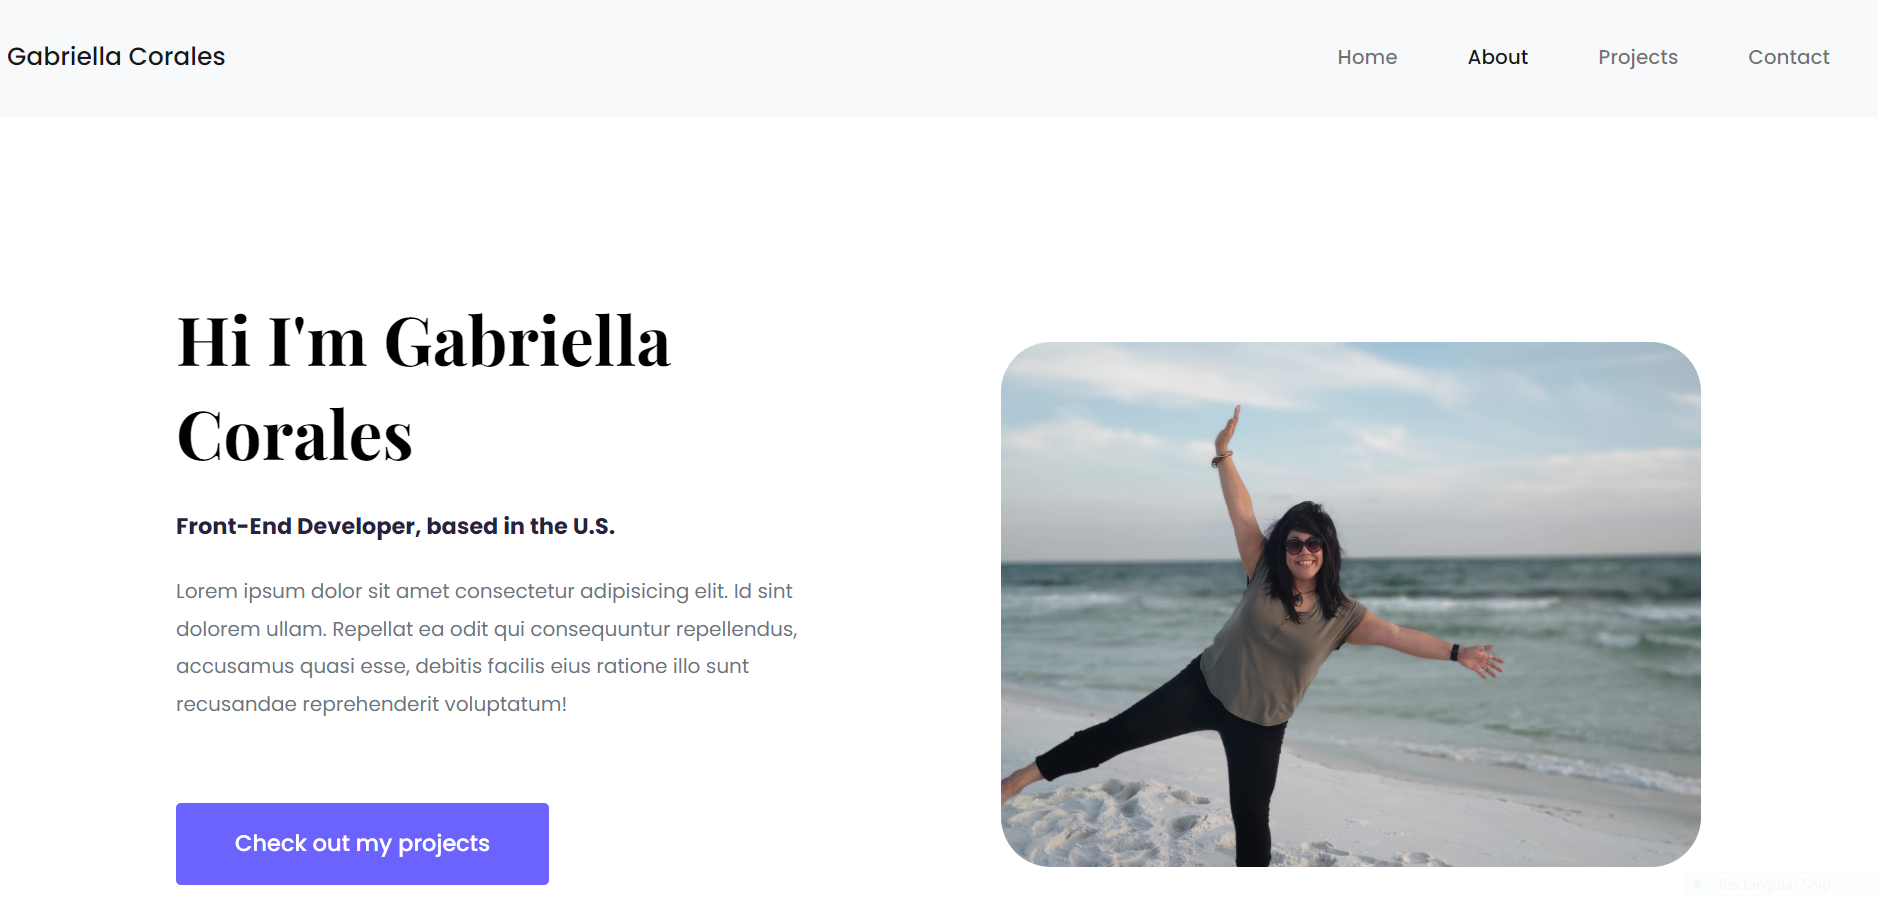 Gabriella Corales
Home About Projects Contact
Hi I'm Gabriella
Corales
Front-End Developer, based in the U.S.
Lorem ipsum dolor sit amet consectetur adipisicing elit. Id sint
dolorem ullam. Repellat ea odit qui consequuntur repellendus,
accusamus quasi esse, debitis facilis eius ratione illo sunt
recusandae reprehenderit voluptatum!
Check out my projects
Rectangular Snip